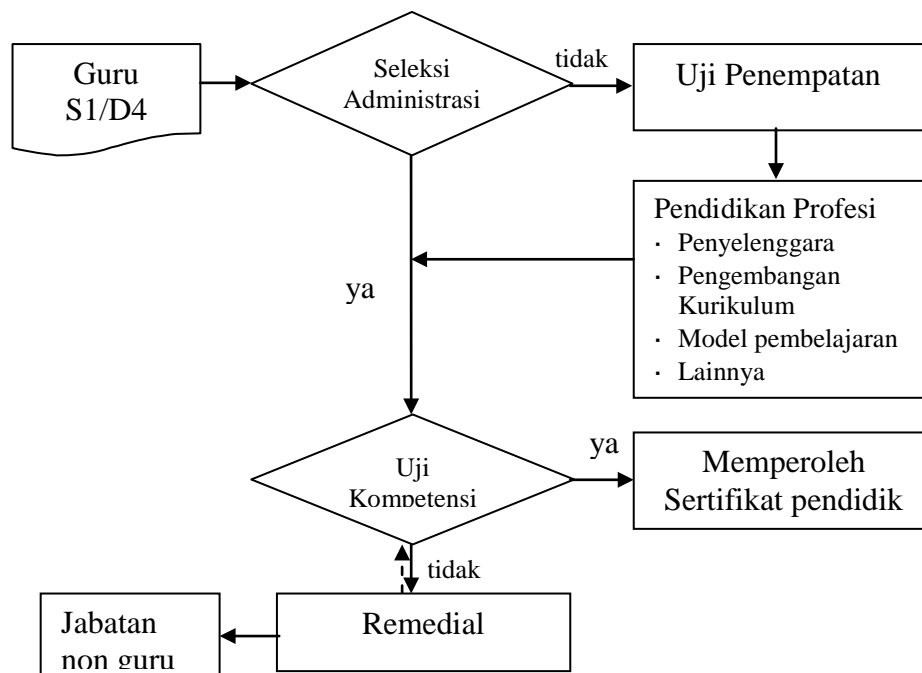 Guru
S1/D4
Seleksi
Administrasi
tidak
Uji Penempatan
Pendidikan Profesi
· Penyelenggara
· Pengembangan
Kurikulum
· Model pembelajaran
· Lainnya
ya
Uji
Kompetensi
ya
Memperoleh
Sertifikat pendidik
tidak
Remedial
Jabatan
non guru